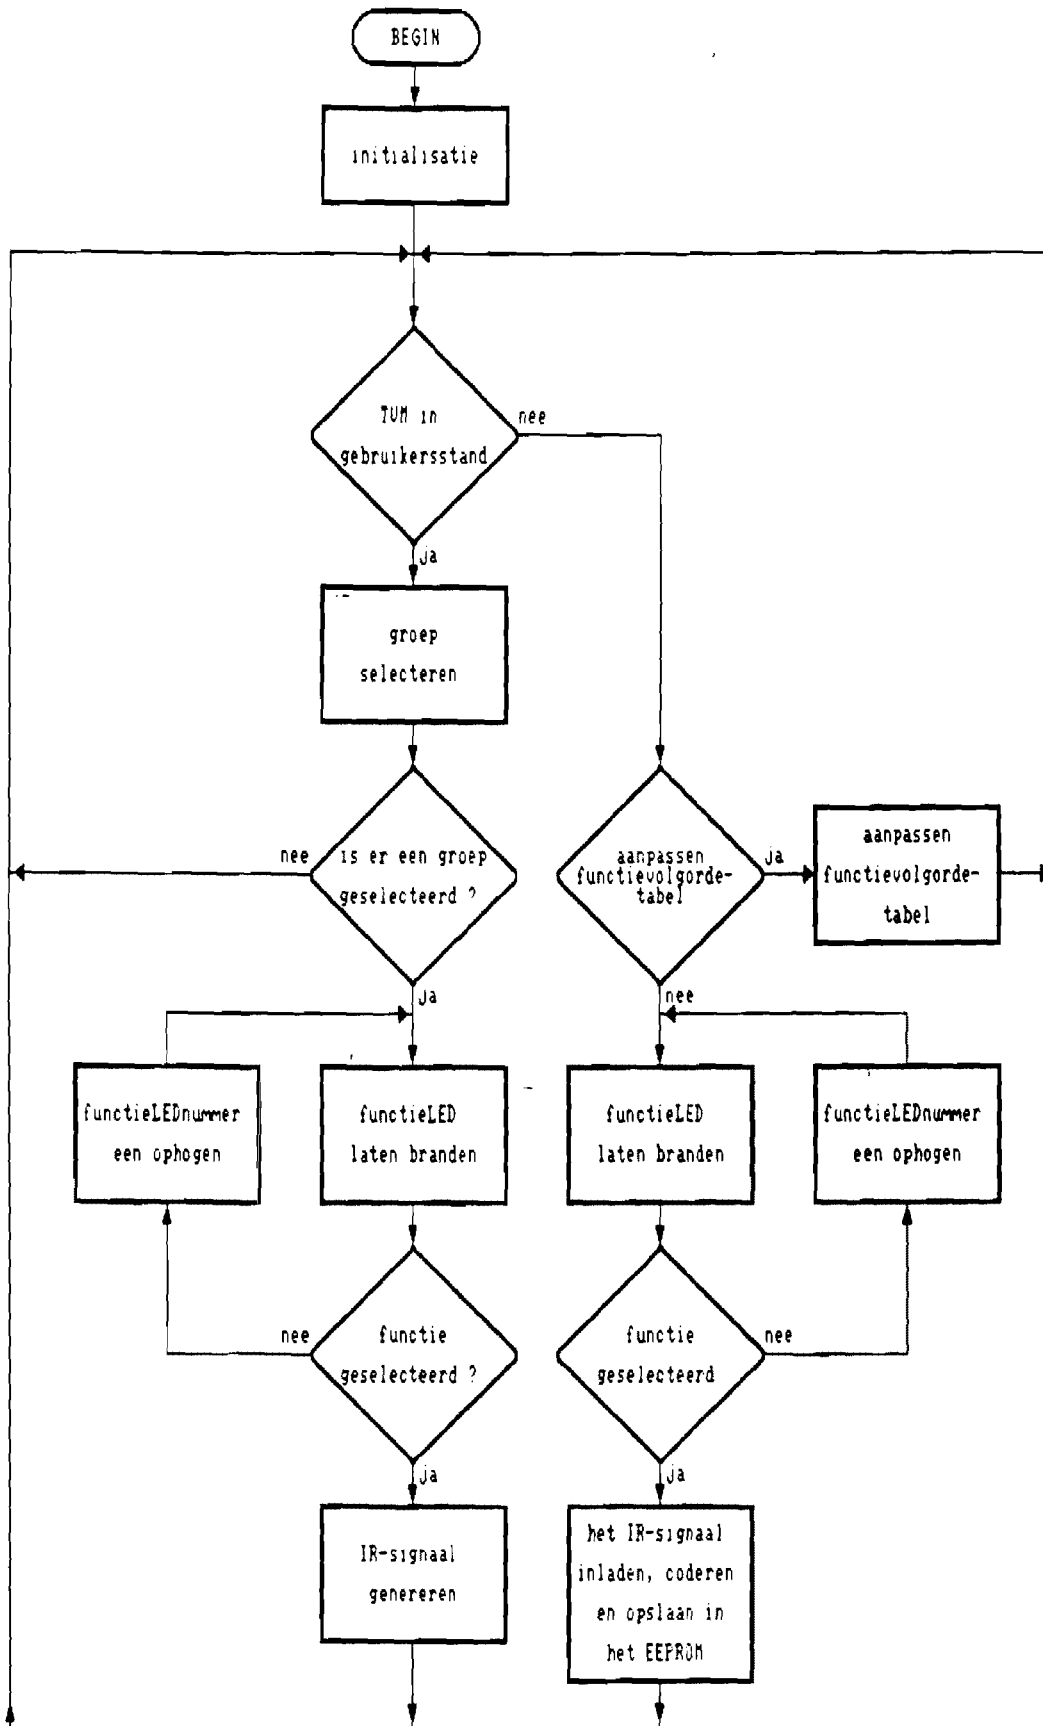 BEGIN
initialisatie
TVM in
gebruikersstand
nee
ja
groep
selecteren
nee
is er een groep
geselecteerd ?
aanpassen
functievolgorde-
tabel
ja
aanpassen
functievolgorde-
tabel
ja
nee
functieLEDnummer
een ophogen
functieLED
laten branden
functieLED
laten branden
functieLEDnummer
een ophogen
nee
functie
geselecteerd ?
functie
geselecteerd
nee
ja
ja
IR-signaal
genereren
het IR-signaal
inladen, coderen
en opslaan in
het EEPROM